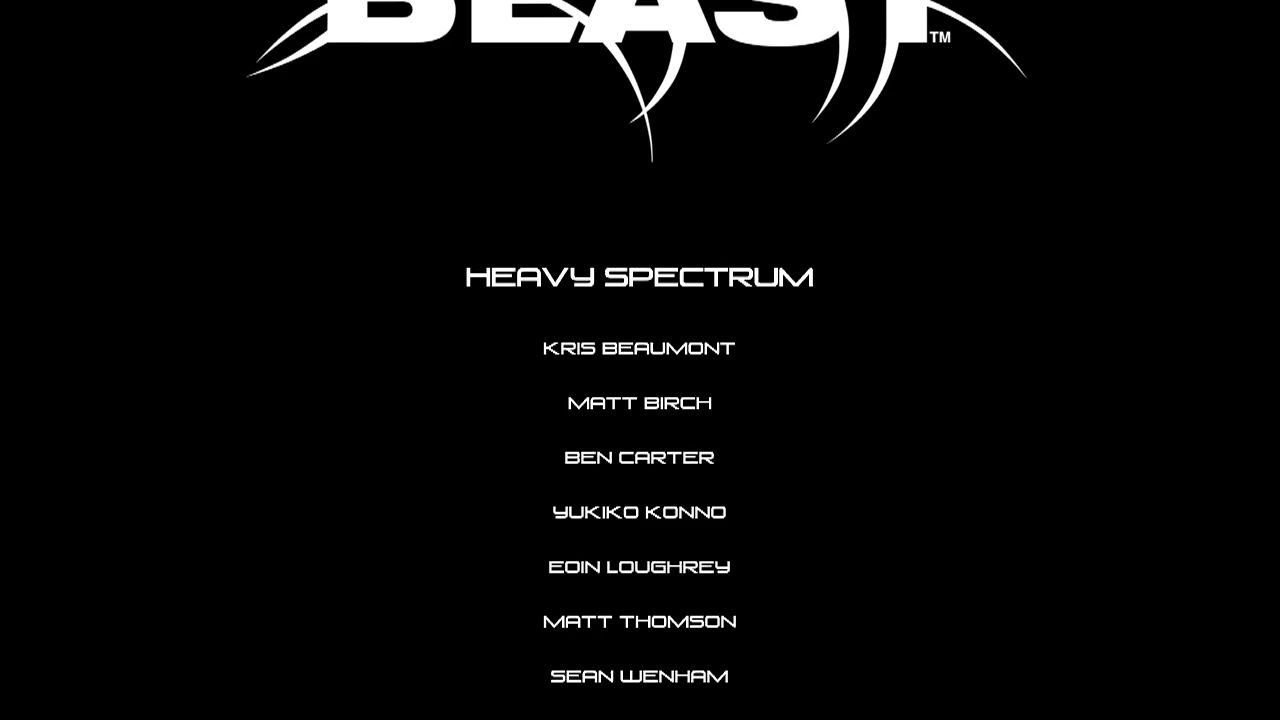 BEAST™
HEAVY SPECTRUM
KRIS BEAUMONT
MATT BIRCH
BEN CARTER
YUKIKO KONNO
EOIN LOUGHREY
MATT THOMSON
SEAN WENHAM